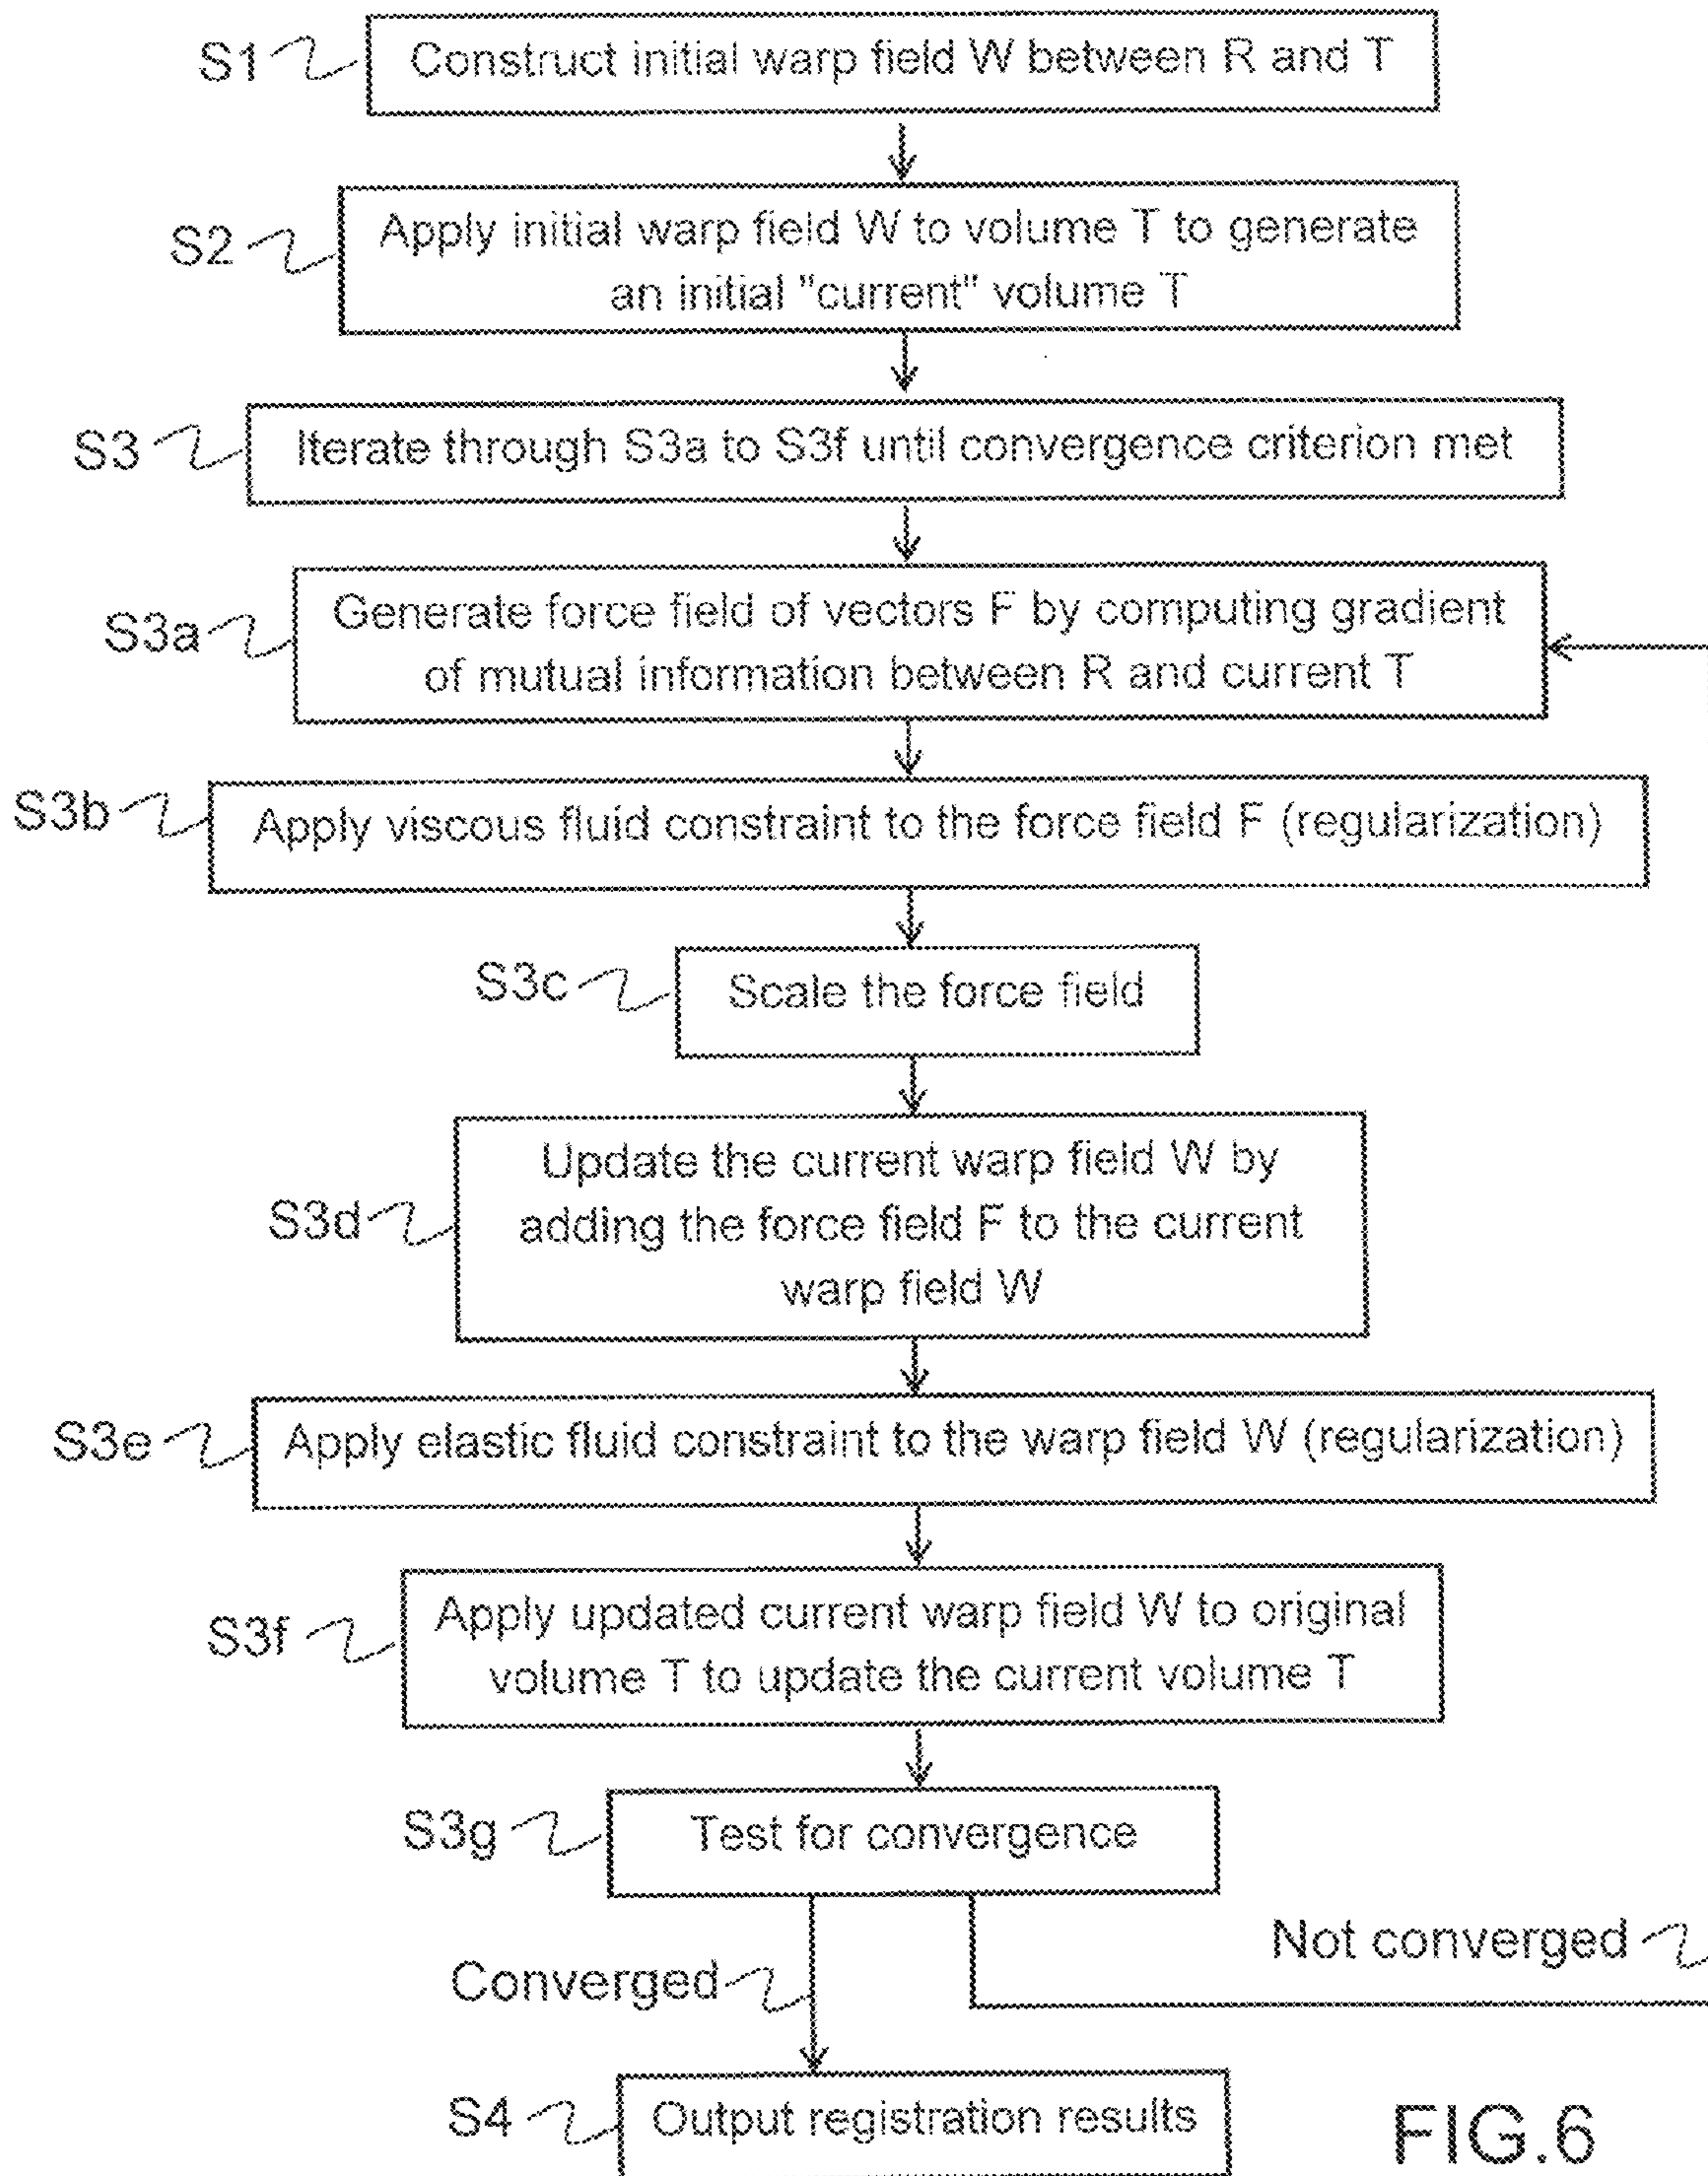 S1
Construct initial warp field W between R and T
S2
Apply initial warp field W to volume T to generate
an initial "current" volume T
S3
Iterate through S3a to S3f until convergence criterion met
S3a
Generate force field of vectors F by computing gradient
of mutual information between R and current T
S3b
Apply viscous fluid constraint to the force field F (regularization)
S3c
Scale the force field
S3d
Update the current warp field W by
adding the force field F to the current
warp field W
S3e
Apply elastic fluid constraint to the warp field W (regularization)
S3f
Apply updated current warp field W to original
volume T to update the current volume T
S3g
Test for convergence
Not converged
Converged
S4
Output registration results
FIG.6